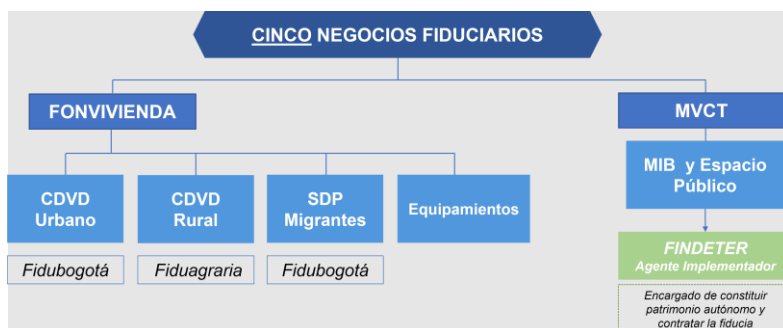 CINCO NEGOCIOS FIDUCIARIOS
FONVIVIENDA
MVCT
CDVD
Urbano
CDVD
Rural
SDP
Migrantes
Equipamientos
MIB y Espacio
Público
Fidubogotá
Fiduagraria
Fidubogotá
FINDETER
Agente Implementador
Encargado de constituir
patrimonio autónomo y
contratar la fiducia